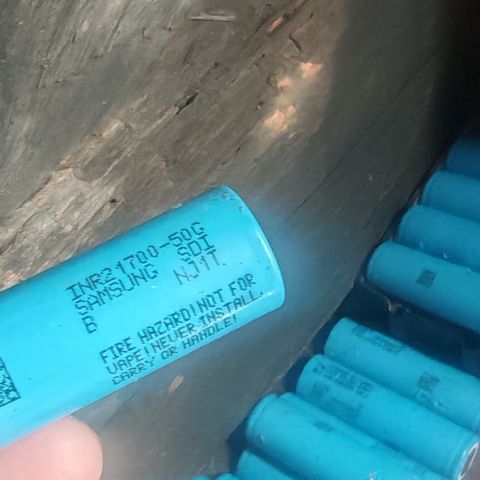 INR21700-50G
SAMSUNG SDI
B NJ1T.
FIRE HAZARD! NOT FOR
VAPE! NEVER INSTALL.
CARRY OR HANDLE!